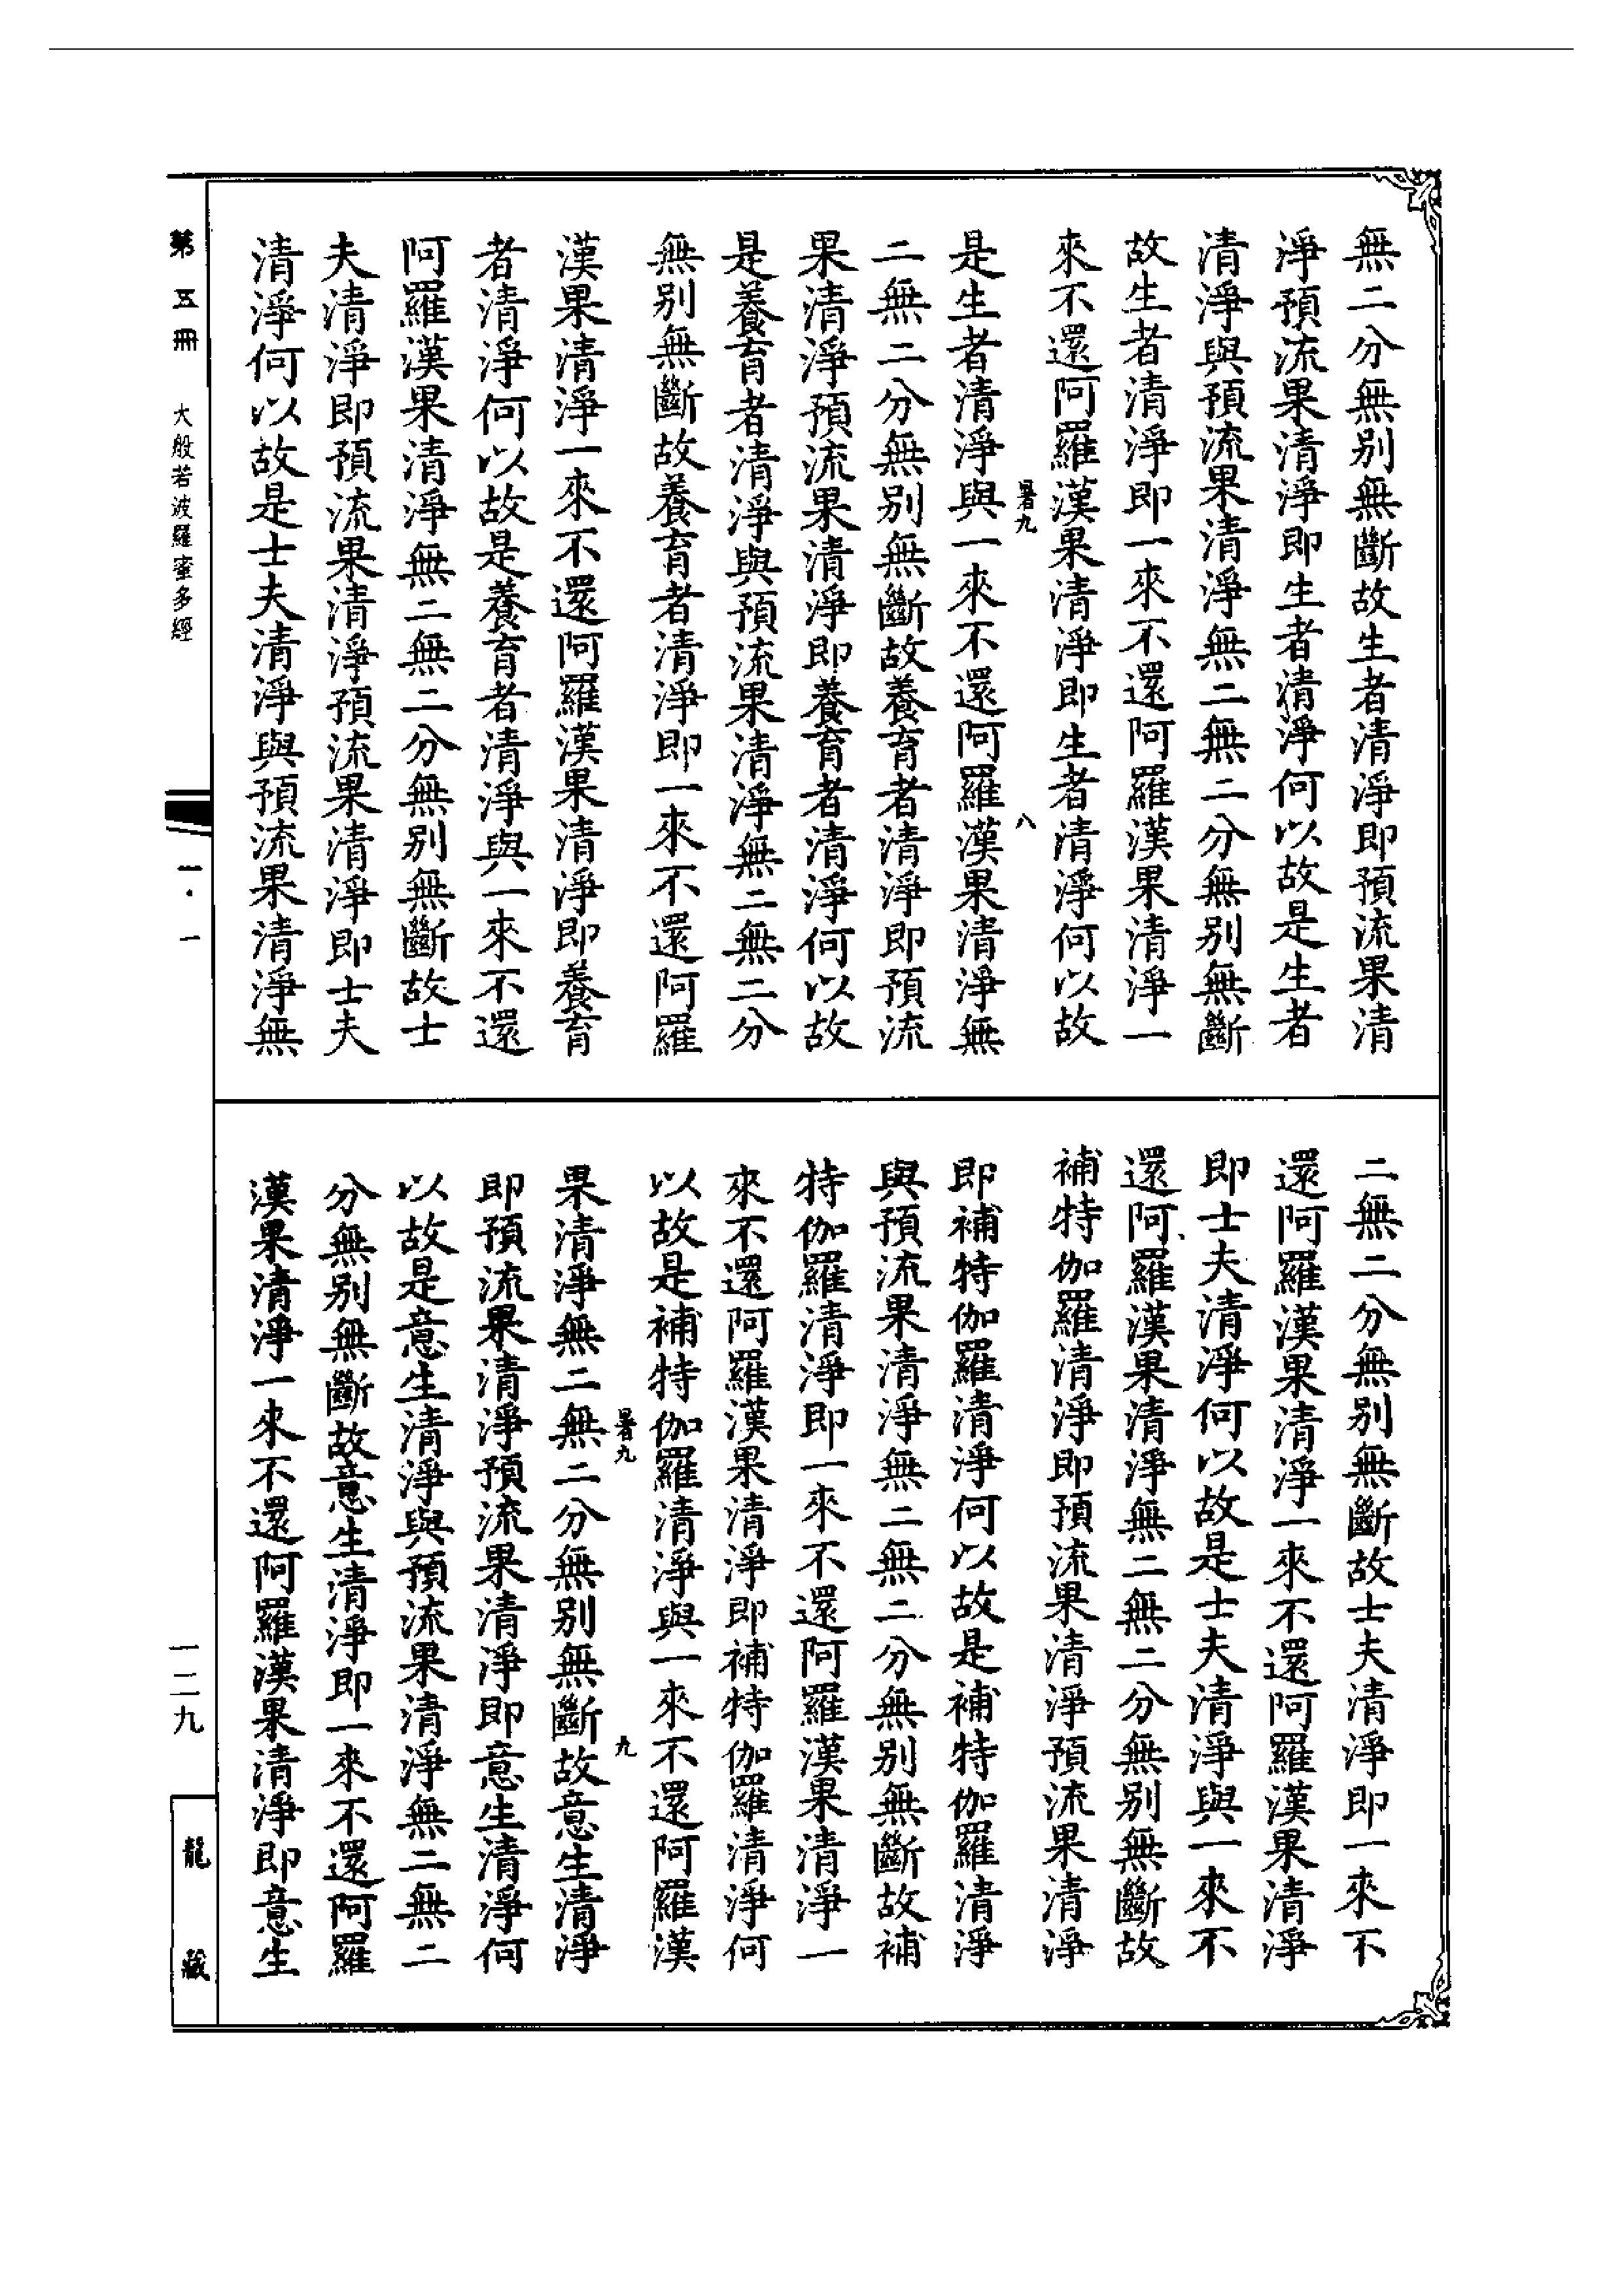 無二分無別無斷故生者清淨即預流果清
淨預流果清淨即生者清淨何以故是生者
清淨與預流果清淨無二無二分無別無斷
故生者清淨即一來不還阿羅漢果清淨一
來不還阿羅漢果清淨即生者清淨何以故
暑九
八
是生者清淨與一來不還阿羅漢果清淨無
二無二分無別無斷故養育者清淨即預流
果清淨預流果清淨即養育者清淨何以故
是養育者清淨與預流果清淨無二無二分
無別無斷故養育者清淨即一來不還阿羅
漢果清淨一來不還阿羅漢果清淨即養育
者清淨何以故是養育者清淨與一來不還
阿羅漢果清淨無二無二分無別無斷故士
夫清淨即預流果清淨預流果清淨即士夫
清淨何以故是士夫清淨與預流果清淨無
二無二分無別無斷故士夫清淨即一來不
還阿羅漢果清淨一來不還阿羅漢果清淨
即士夫清淨何以故是士夫清淨與一來不
還阿羅漢果清淨無二無二分無別無斷故
補特伽羅清淨即預流果清淨預流果清淨
即補特伽羅清淨何以故是補特伽羅清淨
與預流果清淨無二無二分無別無斷故補
特伽羅清淨即一來不還阿羅漢果清淨一
來不還阿羅漢果清淨即補特伽羅清淨何
以故是補特伽羅清淨與一來不還阿羅漢
暑九
九
果清淨無二無二分無別無斷故意生清淨
即預流果清淨預流果清淨即意生清淨何
以故是意生清淨與預流果清淨無二無二
分無別無斷故意生清淨即一來不還阿羅
漢果清淨一來不還阿羅漢果清淨即意生
第五冊 大般若波羅蜜多經
一·一
一二九
龍藏